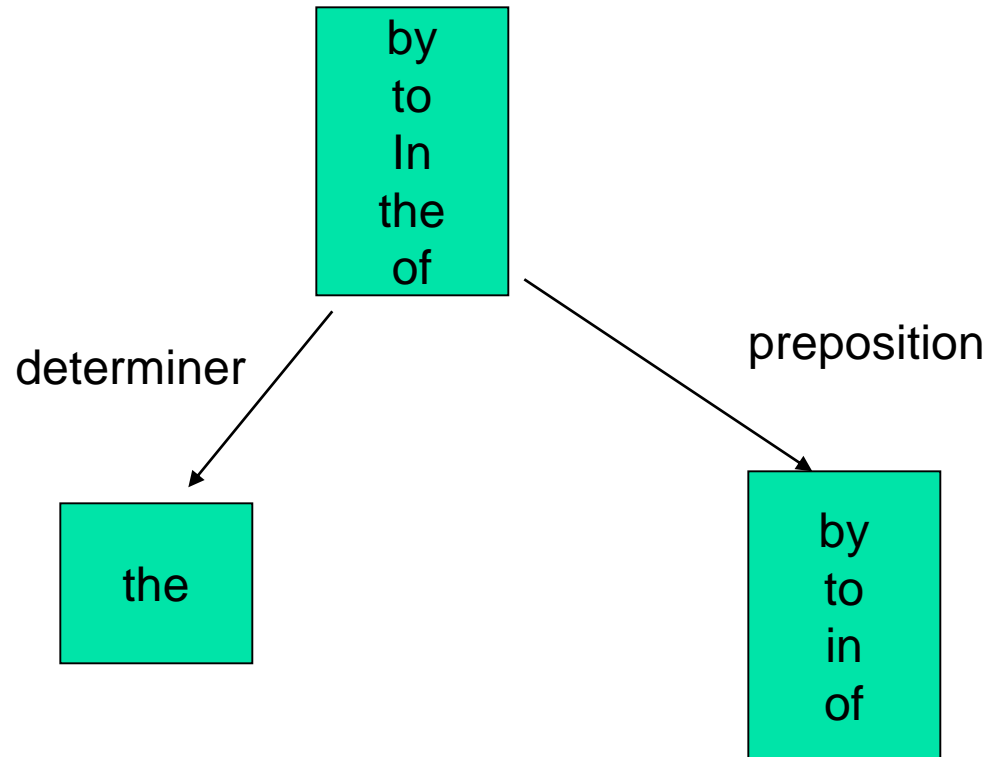 by
to
In
the
of
determiner
preposition
the
by
to
in
of